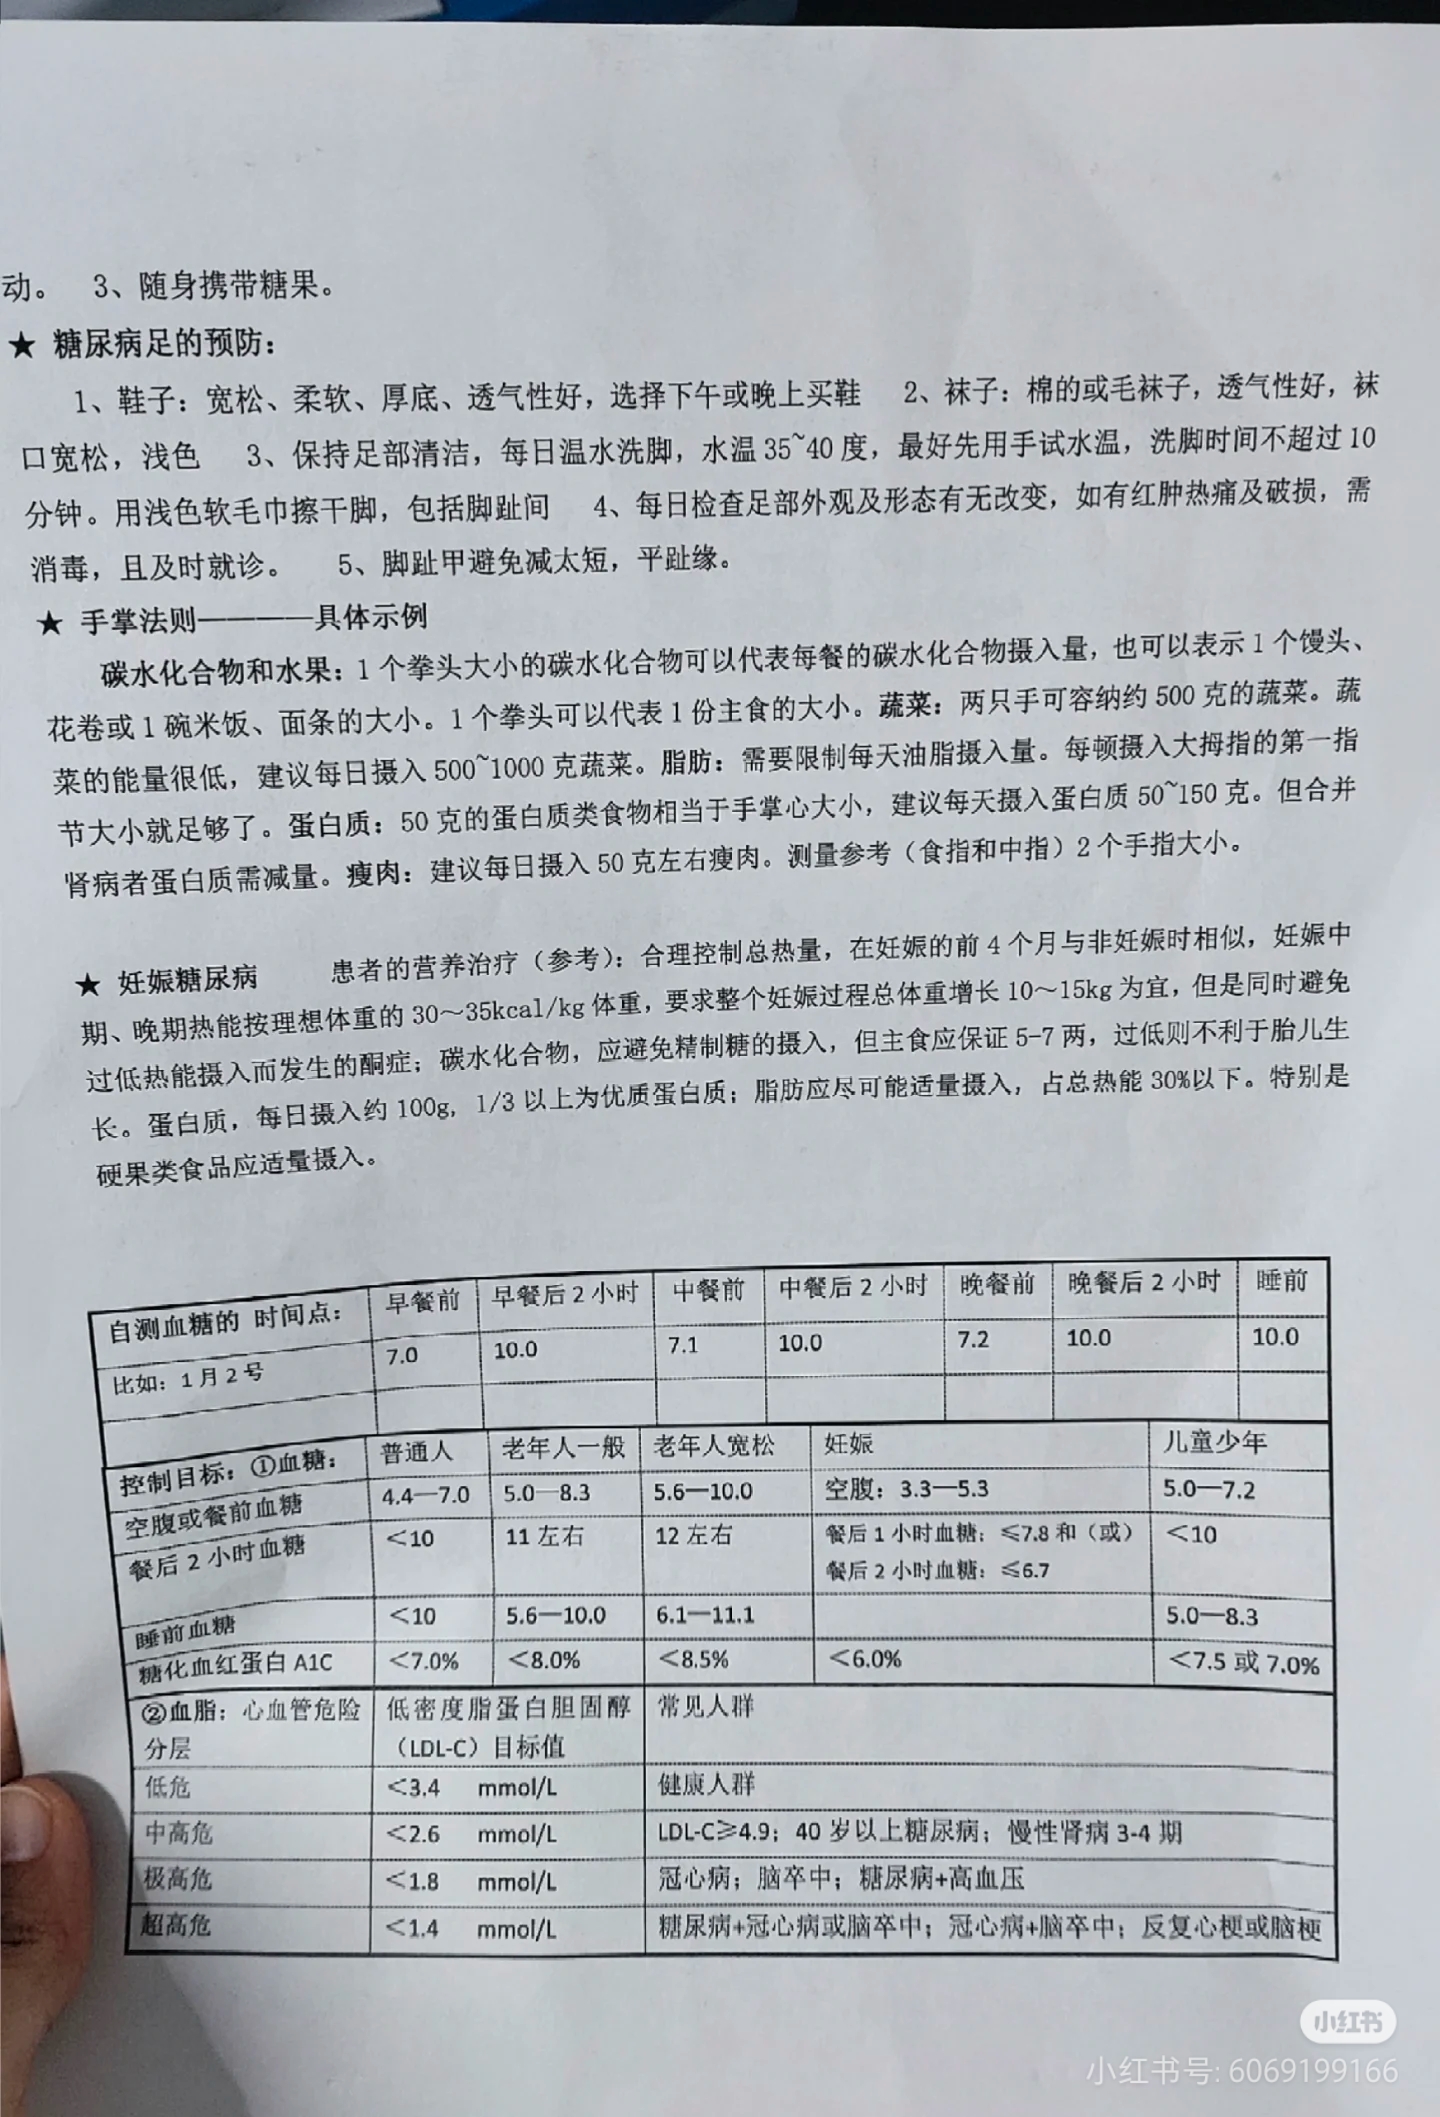 动。 3、随身携带糖果。
★ 糖尿病足的预防：
1、鞋子：宽松、柔软、厚底、透气性好，选择下午或晚上买鞋 2、袜子：棉的或毛袜子，透气性好，袜
口宽松，浅色 3、保持足部清洁，每日温水洗脚，水温 35~40 度，最好先用手试水温，洗脚时间不超过 10
分钟。用浅色软毛巾擦干脚，包括脚趾间 4、每日检查足部外观及形态有无改变，如有红肿热痛及破损，需
消毒，且及时就诊。 5、脚趾甲避免减太短，平趾缘。
★ 手掌法则————具体示例
碳水化合物和水果：1 个拳头大小的碳水化合物可以代表每餐的碳水化合物摄入量，也可以表示 1 个馒头、
花卷或 1 碗米饭、面条的大小。1 个拳头可以代表 1 份主食的大小。蔬菜：两只手可容纳约 500 克的蔬菜。蔬
菜的能量很低，建议每日摄入 500~1000 克蔬菜。脂肪：需要限制每天油脂摄入量。每顿摄入大拇指的第一指
节大小就足够了。蛋白质：50 克的蛋白质类食物相当于手掌心大小，建议每天摄入蛋白质 50~150 克。但合并
肾病者蛋白质需减量。瘦肉：建议每日摄入 50 克左右瘦肉。测量参考（食指和中指）2 个手指大小。
★ 妊娠糖尿病 患者的营养治疗（参考）：合理控制总热量，在妊娠的前 4 个月与非妊娠时相似，妊娠中
期、晚期热能按理想体重的 30～35kcal/kg 体重，要求整个妊娠过程总体重增长 10～15kg 为宜，但是同时避免
过低热能摄入而发生的酮症；碳水化合物，应避免精制糖的摄入，但主食应保证 5-7 两，过低则不利于胎儿生
长。蛋白质，每日摄入约 100g，1/3 以上为优质蛋白质；脂肪应尽可能适量摄入，占总热能 30%以下。特别是
硬果类食品应适量摄入。
自测血糖的 时间点： 早餐前 早餐后 2 小时 中餐前 中餐后 2 小时 晚餐前 晚餐后 2 小时 睡前
比如：1 月 2 号 7.0 10.0 7.1 10.0 7.2 10.0 10.0
控制目标：①血糖： 普通人 老年人一般 老年人宽松 妊娠 儿童少年
空腹或餐前血糖 4.4—7.0 5.0—8.3 5.6—10.0 空腹：3.3—5.3 5.0—7.2
餐后 2 小时血糖 ＜10 11 左右 12 左右 餐后 1 小时血糖：≤7.8 和（或） ＜10
餐后 2 小时血糖：≤6.7
睡前血糖 ＜10 5.6—10.0 6.1—11.1 5.0—8.3
糖化血红蛋白 A1C ＜7.0% ＜8.0% ＜8.5% ＜6.0% ＜7.5 或 7.0%
②血脂：心血管危险 低密度脂蛋白胆固醇 常见人群
分层 （LDL-C）目标值
低危 ＜3.4 mmol/L 健康人群
中高危 ＜2.6 mmol/L LDL-C≥4.9；40 岁以上糖尿病；慢性肾病 3-4 期
极高危 ＜1.8 mmol/L 冠心病；脑卒中；糖尿病+高血压
超高危 ＜1.4 mmol/L 糖尿病+冠心病或脑卒中；冠心病+脑卒中；反复心梗或脑梗
小红书
小红书号: 6069199166